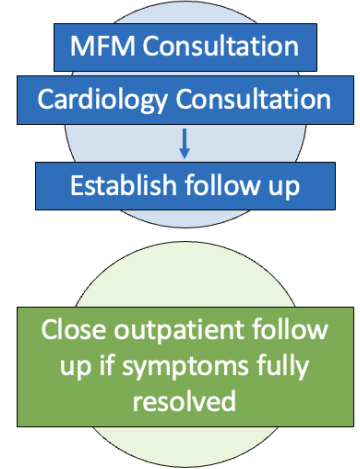 MFM Consultation
Cardiology Consultation
Establish follow up
Close outpatient follow
up if symptoms fully
resolved